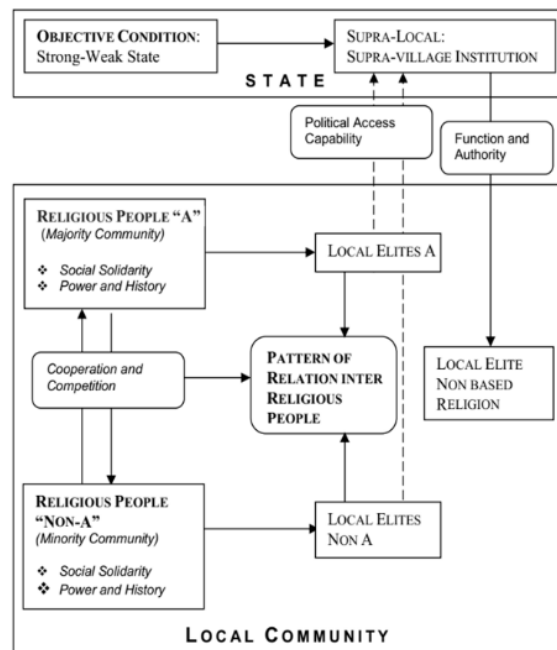 OBJECTIVE CONDITION:
Strong-Weak State
SUPRA-LOCAL:
SUPRA-VILLAGE INSTITUTION
STATE
Political Access
Capability
Function and
Authority
RELIGIOUS PEOPLE “A”
(Majority Community)
❖ Social Solidarity
❖ Power and History
LOCAL ELITES A
Cooperation and
Competition
PATTERN OF
RELATION INTER
RELIGIOUS
PEOPLE
LOCAL ELITE
NON BASED
RELIGION
RELIGIOUS PEOPLE
“NON-A”
(Minority Community)
❖ Social Solidarity
❖ Power and History
LOCAL ELITES
NON A
LOCAL COMMUNITY